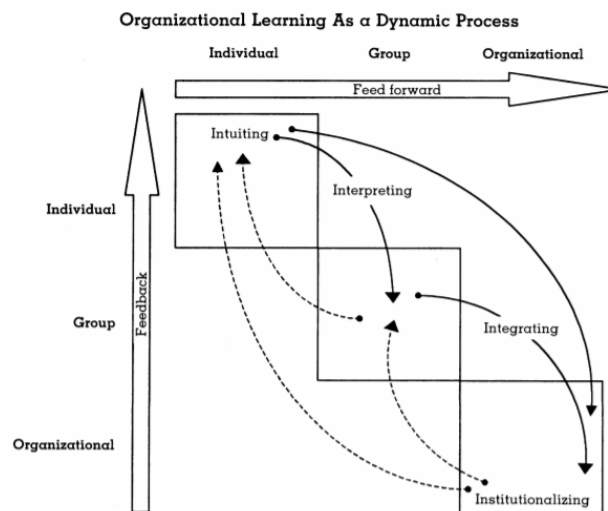 Organizational Learning As a Dynamic Process
Individual Group Organizational
Feed forward
Intuiting
Interpreting
Individual
Feedback
Group
Integrating
Organizational
Institutionalizing